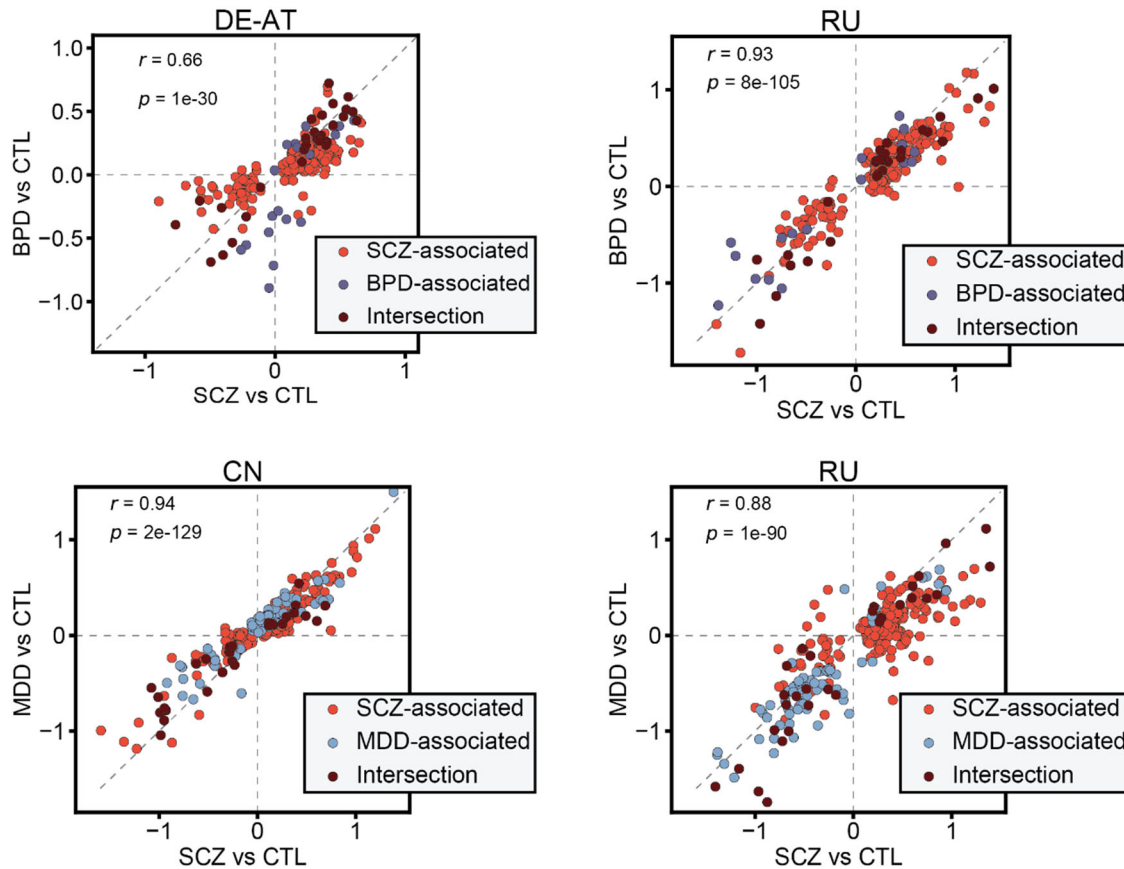 DE-AT
r = 0.66
p = 1e-30
1.0
0.5
0.0
−0.5
−1.0
BPD vs CTL
−1
0
1
SCZ vs CTL
SCZ-associated
BPD-associated
Intersection
RU
r = 0.93
p = 8e-105
1
0
−1
BPD vs CTL
−1
0
1
SCZ vs CTL
SCZ-associated
BPD-associated
Intersection
CN
r = 0.94
p = 2e-129
1
0
−1
MDD vs CTL
−1
0
1
SCZ vs CTL
SCZ-associated
MDD-associated
Intersection
RU
r = 0.88
p = 1e-90
1
0
−1
MDD vs CTL
−1
0
1
SCZ vs CTL
SCZ-associated
MDD-associated
Intersection